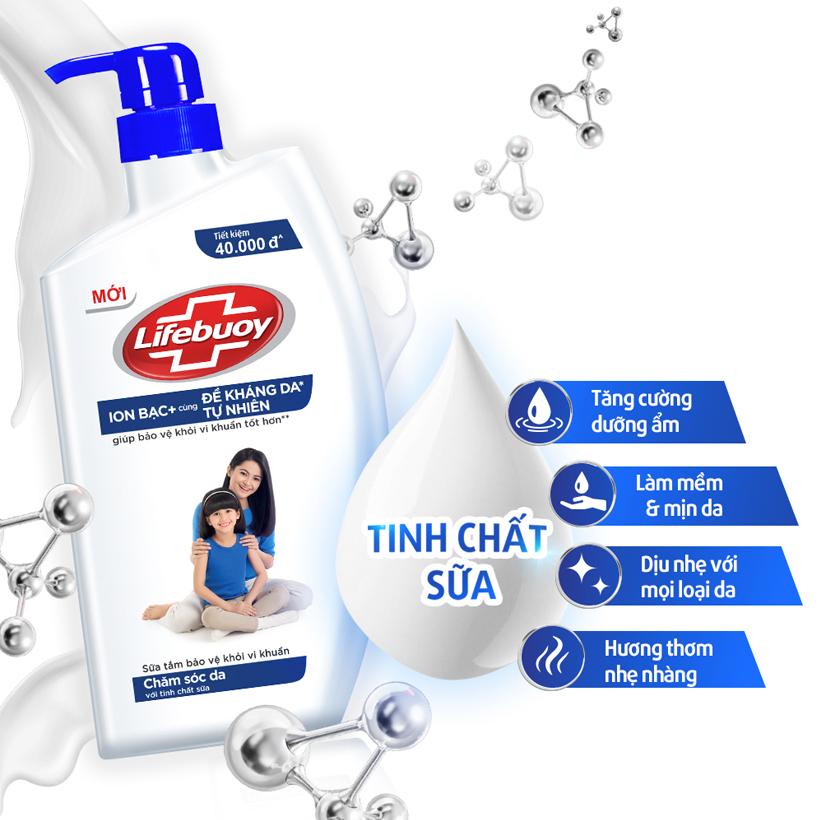 Tiết kiệm
40.000 đ^
MỚI
Lifebuoy
ION BẠC+ cùng ĐỀ KHÁNG DA*
TỰ NHIÊN
giúp bảo vệ khỏi vi khuẩn tốt hơn**
Sữa tắm bảo vệ khỏi vi khuẩn
Chăm sóc da
với tinh chất sữa
TINH CHẤT
SỮA
Tăng cường
dưỡng ẩm
Làm mềm
& mịn da
Dịu nhẹ với
mọi loại da
Hương thơm
nhẹ nhàng